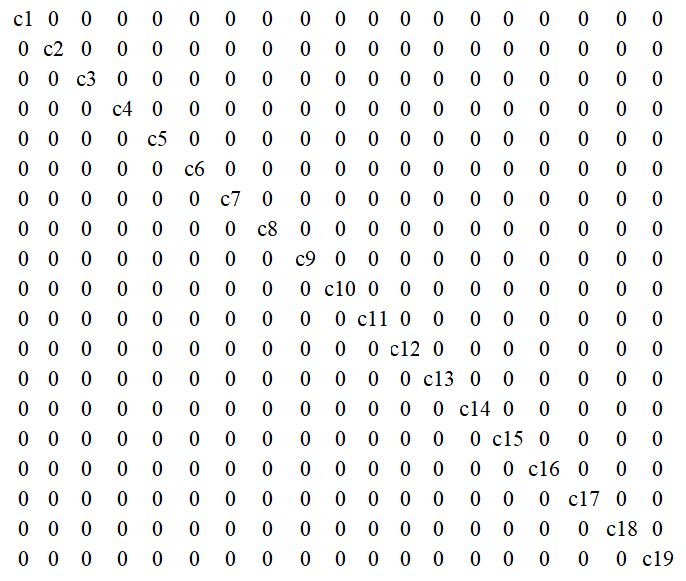 c1 0 0 0 0 0 0 0 0 0 0 0 0 0 0 0 0 0 0
0 c2 0 0 0 0 0 0 0 0 0 0 0 0 0 0 0 0 0
0 0 c3 0 0 0 0 0 0 0 0 0 0 0 0 0 0 0 0
0 0 0 c4 0 0 0 0 0 0 0 0 0 0 0 0 0 0 0
0 0 0 0 c5 0 0 0 0 0 0 0 0 0 0 0 0 0 0
0 0 0 0 0 c6 0 0 0 0 0 0 0 0 0 0 0 0 0
0 0 0 0 0 0 c7 0 0 0 0 0 0 0 0 0 0 0 0
0 0 0 0 0 0 0 c8 0 0 0 0 0 0 0 0 0 0 0
0 0 0 0 0 0 0 0 c9 0 0 0 0 0 0 0 0 0 0
0 0 0 0 0 0 0 0 0 c10 0 0 0 0 0 0 0 0 0
0 0 0 0 0 0 0 0 0 0 c11 0 0 0 0 0 0 0 0
0 0 0 0 0 0 0 0 0 0 0 c12 0 0 0 0 0 0 0
0 0 0 0 0 0 0 0 0 0 0 0 c13 0 0 0 0 0 0
0 0 0 0 0 0 0 0 0 0 0 0 0 c14 0 0 0 0 0
0 0 0 0 0 0 0 0 0 0 0 0 0 0 c15 0 0 0 0
0 0 0 0 0 0 0 0 0 0 0 0 0 0 0 c16 0 0 0
0 0 0 0 0 0 0 0 0 0 0 0 0 0 0 0 c17 0 0
0 0 0 0 0 0 0 0 0 0 0 0 0 0 0 0 0 c18 0
0 0 0 0 0 0 0 0 0 0 0 0 0 0 0 0 0 0 c19